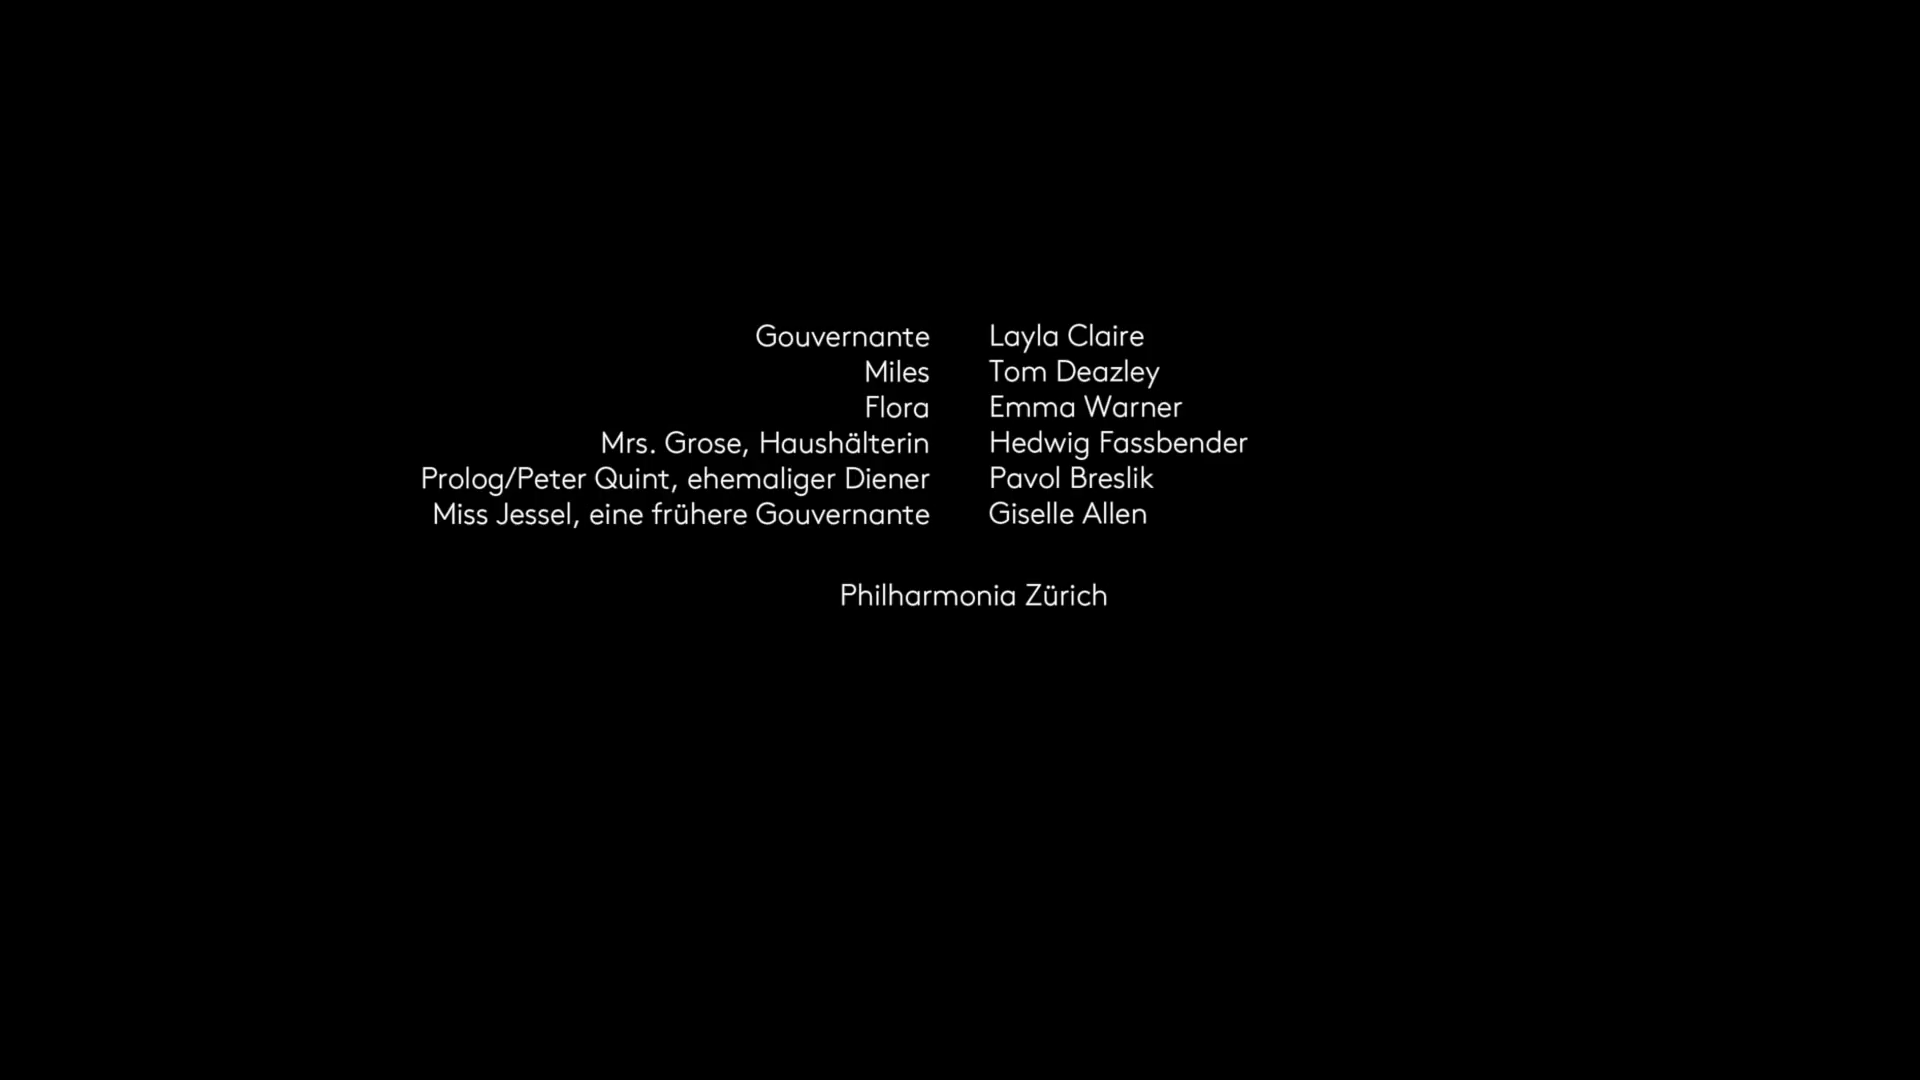 Gouvernante Layla Claire
Miles Tom Deazley
Flora Emma Warner
Mrs. Grose, Haushälterin Hedwig Fassbender
Prolog/Peter Quint, ehemaliger Diener Pavol Breslik
Miss Jessel, eine frühere Gouvernante Giselle Allen
Philharmonia Zürich